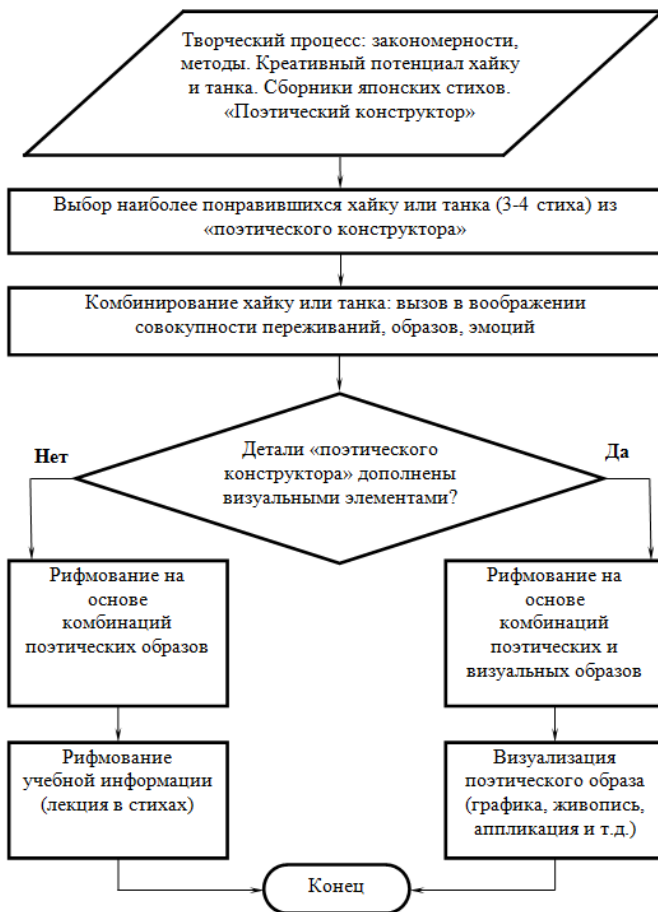 Творческий процесс: закономерности,
методы. Креативный потенциал хайку
и танка. Сборники японских стихов.
«Поэтический конструктор»
Выбор наиболее понравившихся хайку или танка (3-4 стиха) из
«поэтического конструктора»
Комбинирование хайку или танка: вызов в воображении
совокупности переживаний, образов, эмоций
Детали «поэтического
конструктора» дополнены
визуальными элементами?
Нет
Да
Рифмование на
основе
комбинаций
поэтических образов
Рифмование на
основе
комбинаций
поэтических и
визуальных образов
Рифмование
учебной информации
(лекция в стихах)
Визуализация
поэтического образа
(графика, живопись,
аппликация и т.д.)
Конец